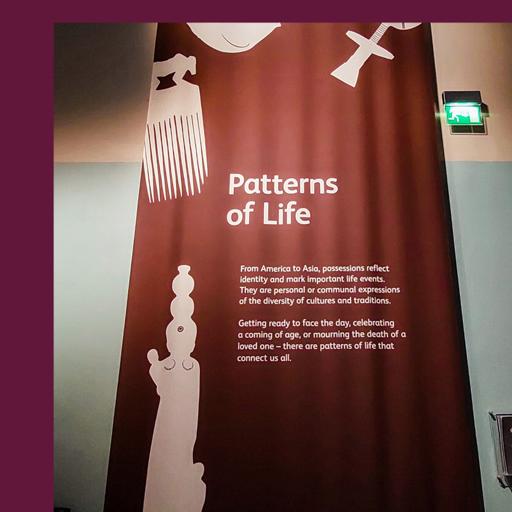 Patterns
of Life
From America to Asia, possessions reflect
identity and mark important life events.
They are personal or communal expressions
of the diversity of cultures and traditions.
Getting ready to face the day, celebrating
a coming of age, or mourning the death of a
loved one – there are patterns of life that
connect us all.